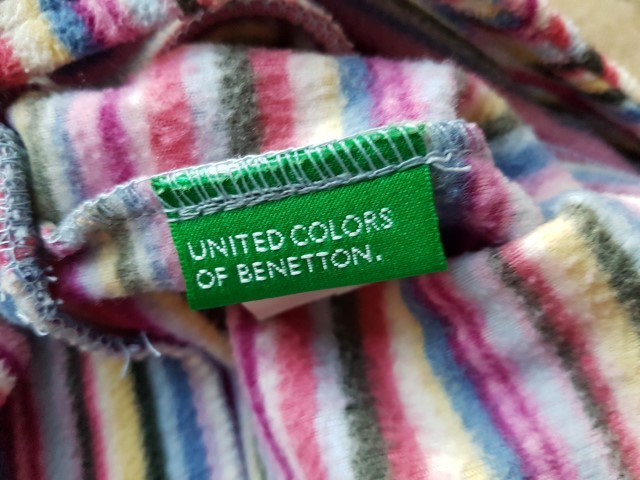 UNITED COLORS
OF BENETTON.